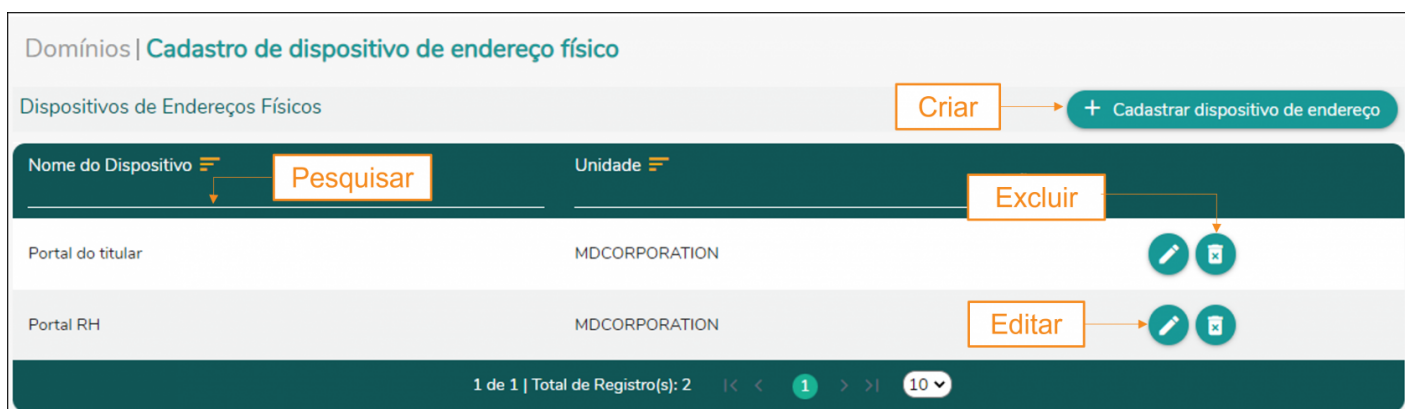 Domínios | Cadastro de dispositivo de endereço físico
Dispositivos de Endereços Físicos
Criar
+ Cadastrar dispositivo de endereço
Nome do Dispositivo
Pesquisar
Unidade
Excluir
Portal do titular MDCORPORATION
Portal RH MDCORPORATION
Editar
1 de 1 | Total de Registro(s): 2 |< < 1 > >| 10